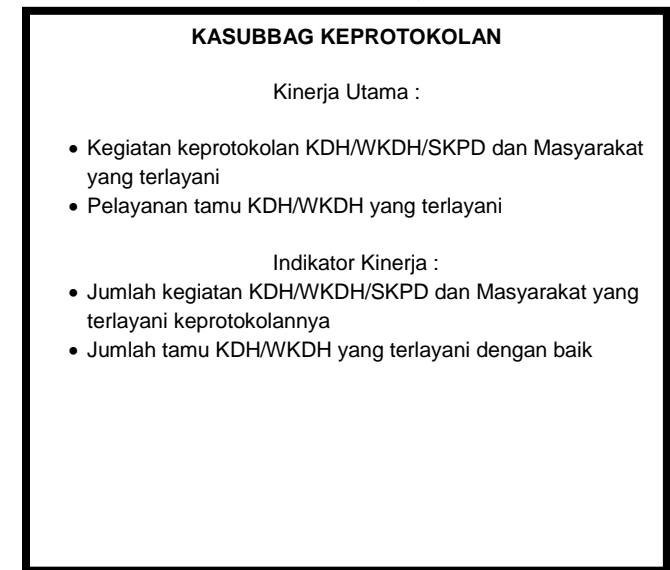 KASUBBAG KEPROTOKOLAN
Kinerja Utama :
• Kegiatan keprotokolan KDH/WKDH/SKPD dan Masyarakat
yang terlayani
• Pelayanan tamu KDH/WKDH yang terlayani
Indikator Kinerja :
• Jumlah kegiatan KDH/WKDH/SKPD dan Masyarakat yang
terlayani keprotokolannya
• Jumlah tamu KDH/WKDH yang terlayani dengan baik